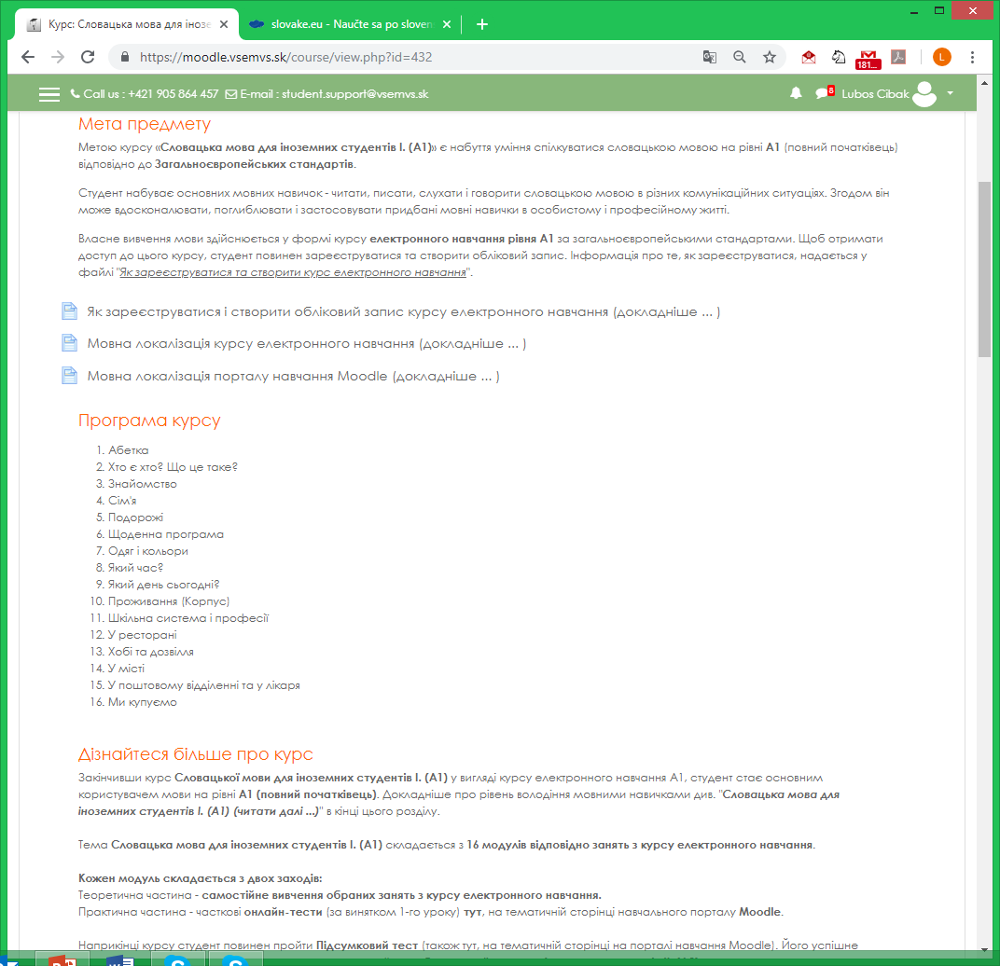 Курс: Словацька мова для інозе
slovake.eu - Naučte sa po sloven
https://moodle.vsemvs.sk/course/view.php?id=432
181...
L
Call us : +421 905 864 457 E-mail : student.support@vsemvs.sk
8
Lubos Cibak
Мета предмету
Метою курсу «Словацька мова для іноземних студентів I. (A1)» є набуття уміння спілкуватися словацькою мовою на рівні A1 (повний початківець)
відповідно до Загальноєвропейських стандартів.
Студент набуває основних мовних навичок - читати, писати, слухати і говорити словацькою мовою в різних комунікаційних ситуаціях. Згодом він
може вдосконалювати, поглиблювати і застосовувати придбані мовні навички в особистому і професійному житті.
Власне вивчення мови здійснюється у формі курсу електронного навчання рівня A1 за загальноєвропейськими стандартами. Щоб отримати
доступ до цього курсу, студент повинен зареєструватися та створити обліковий запис. Інформація про те, як зареєструватися, надається у
файлі "Як зареєструватися та створити курс електронного навчання".
Як зареєструватися і створити обліковий запис курсу електронного навчання (докладніше ... )
Мовна локалізація курсу електронного навчання (докладніше ... )
Мовна локалізація порталу навчання Moodle (докладніше ... )
Програма курсу
1. Абетка
2. Хто є хто? Що це таке?
3. Знайомство
4. Сім'я
5. Подорожі
6. Щоденна програма
7. Одяг і кольори
8. Який час?
9. Який день сьогодні?
10. Проживання (Корпус)
11. Шкільна система і професії
12. У ресторані
13. Хобі та дозвілля
14. У місті
15. У поштовому відділенні та у лікаря
16. Ми купуємо
Дізнайтеся більше про курс
Закінчивши курс Словацької мови для іноземних студентів I. (A1) у вигляді курсу електронного навчання A1, студент стає основним
користувачем мови на рівні A1 (повний початківець). Докладніше про рівень володіння мовними навичками див. "Словацька мова для
іноземних студентів I. (A1) (читати далі ...)" в кінці цього розділу.
Тема Словацька мова для іноземних студентів I. (A1) складається з 16 модулів відповідно занять з курсу електронного навчання.
Кожен модуль складається з двох заходів:
Теоретична частина - самостійне вивчення обраних занять з курсу електронного навчання.
Практична частина - часткові онлайн-тести (за винятком 1-го уроку) тут, на тематичній сторінці навчального порталу Moodle.
Наприкінці курсу студент повинен пройти Підсумковий тест (також тут, на тематичній сторінці на порталі навчання Moodle). Його успішне